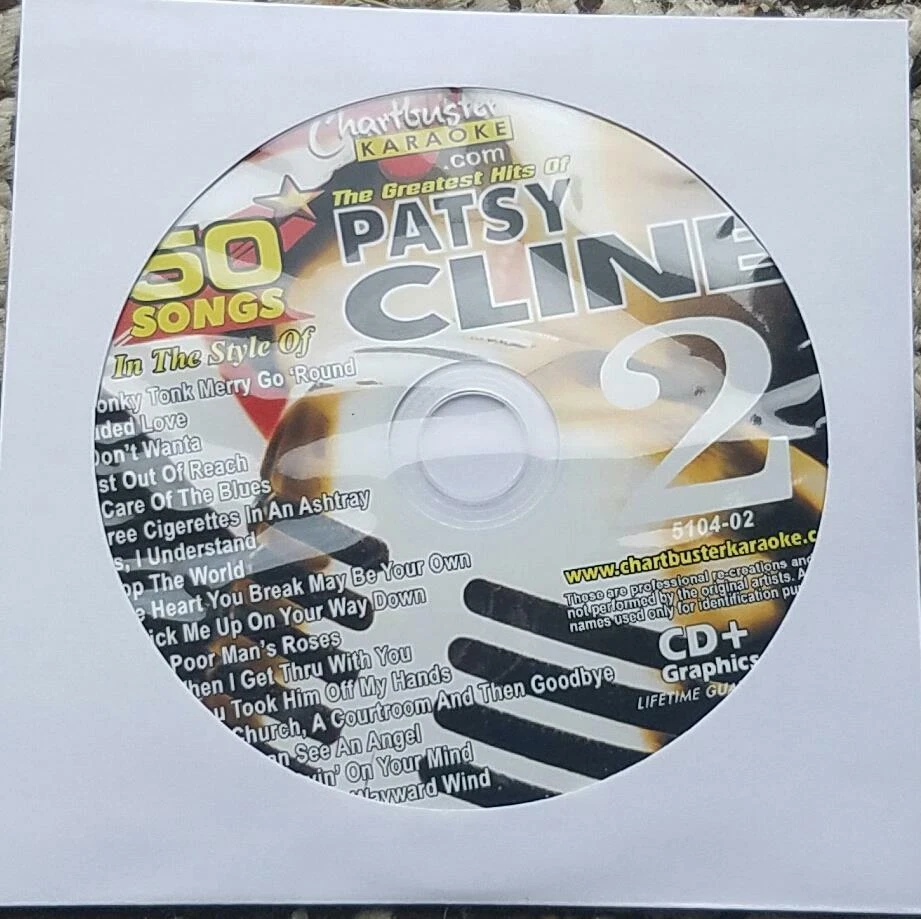 Chartbuster
KARAOKE
.com
The Greatest Hits Of
PATSY
CLINE
50
SONGS
In The Style Of
2
onky Tonk Merry Go 'Round
ded Love
Don't Wanta
st Out Of Reach
Care Of The Blues
ree Cigerettes In An Ashtray
s, I Understand
op The World
e Heart You Break May Be Your Own
ick Me Up On Your Way Down
Poor Man's Roses
hen I Get Thru With You
u Took Him Off My Hands
Church, A Courtroom And Then Goodbye
n See An Angel
in' On Your Mind
Wayward Wind
5104-02
www.chartbusterkaraoke.c
These are professional re-creations and
not performed by the original artists. A
names used only for identification pu
CD+
Graphics
LIFETIME GUA